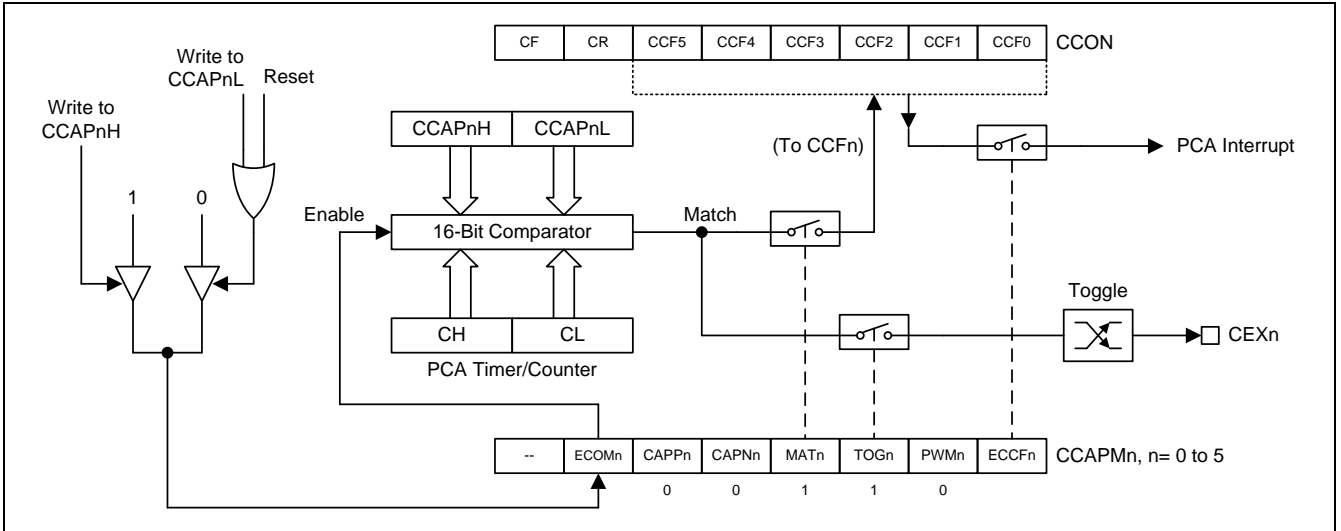 CF CR CCF5 CCF4 CCF3 CCF2 CCF1 CCF0 CCON
Write to
CCAPnL
Reset
Write to
CCAPnH
CCAPnH CCAPnL
(To CCFn)
PCA Interrupt
1 0
Enable
16-Bit Comparator
Match
Toggle
CH CL
CEXn
PCA Timer/Counter
-- ECOMn CAPPn CAPNn MATn TOGn PWMn ECCFn CCAPMn, n= 0 to 5
0 0 1 1 0